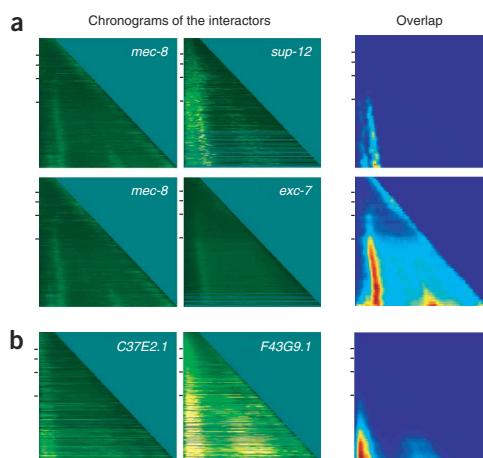 a
Chronograms of the interactors
Overlap
mec-8
sup-12
mec-8
exc-7
b
C37E2.1
F43G9.1